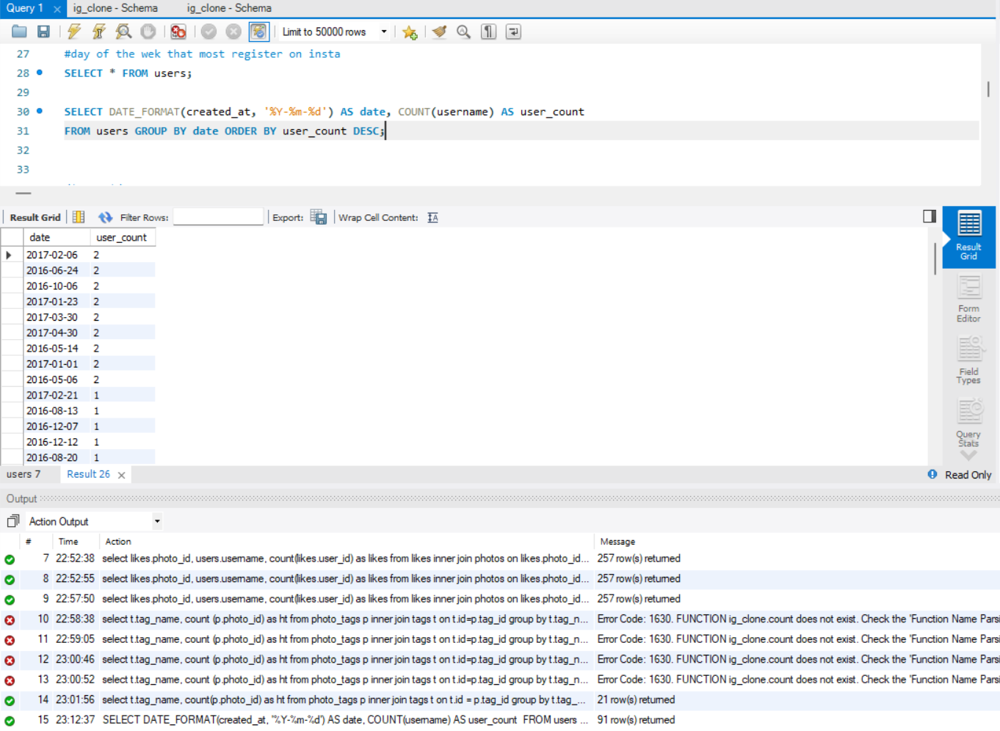 Query 1 ig_clone - Schema ig_clone - Schema
Limit to 50000 rows
27 #day of the wek that most register on insta
28 SELECT * FROM users;
29
30 SELECT DATE_FORMAT(created_at, '%Y-%m-%d') AS date, COUNT(username) AS user_count
31 FROM users GROUP BY date ORDER BY user_count DESC;
32
33
Result Grid Filter Rows: Export: Wrap Cell Content: IA
date user_count
2017-02-06 2
2016-06-24 2
2016-10-06 2
2017-01-23 2
2017-03-30 2
2017-04-30 2
2016-05-14 2
2017-01-01 2
2016-05-06 2
2017-02-21 1
2016-08-13 1
2016-12-07 1
2016-12-12 1
2016-08-20 1
Result
Grid
Form
Editor
Field
Types
Query
Stats
users 7 Result 26 Read Only
Output
Action Output
# Time Action Message
7 22:52:38 select likes.photo_id, users.username, count(likes.user_id) as likes from likes inner join photos on likes.photo_id... 257 row(s) returned
8 22:52:55 select likes.photo_id, users.username, count(likes.user_id) as likes from likes inner join photos on likes.photo_id... 257 row(s) returned
9 22:57:50 select likes.photo_id, users.username, count(likes.user_id) as likes from likes inner join photos on likes.photo_id... 257 row(s) returned
10 22:58:38 select t.tag_name, count (p.photo_id) as ht from photo_tags p inner join tags t on t.id=p.tag_id group by t.tag_n... Error Code: 1630. FUNCTION ig_clone.count does not exist. Check the 'Function Name Parsi
11 22:59:05 select t.tag_name, count (p.photo_id) as ht from photo_tags p inner join tags t on t.id=p.tag_id group by t.tag_n... Error Code: 1630. FUNCTION ig_clone.count does not exist. Check the 'Function Name Parsi
12 23:00:46 select t.tag_name, count (p.photo_id) as ht from photo_tags p inner join tags t on t.id=p.tag_id group by t.tag_n... Error Code: 1630. FUNCTION ig_clone.count does not exist. Check the 'Function Name Parsi
13 23:00:52 select t.tag_name, count (p.photo_id) as ht from photo_tags p inner join tags t on t.id=p.tag_id group by t.tag_n... Error Code: 1630. FUNCTION ig_clone.count does not exist. Check the 'Function Name Parsi
14 23:01:56 select t.tag_name, count(p.photo_id) as ht from photo_tags p inner join tags t on t.id = p.tag_id group by t.tag_... 21 row(s) returned
15 23:12:37 SELECT DATE_FORMAT(created_at, '%Y-%m-%d') AS date, COUNT(username) AS user_count FROM users ... 91 row(s) returned